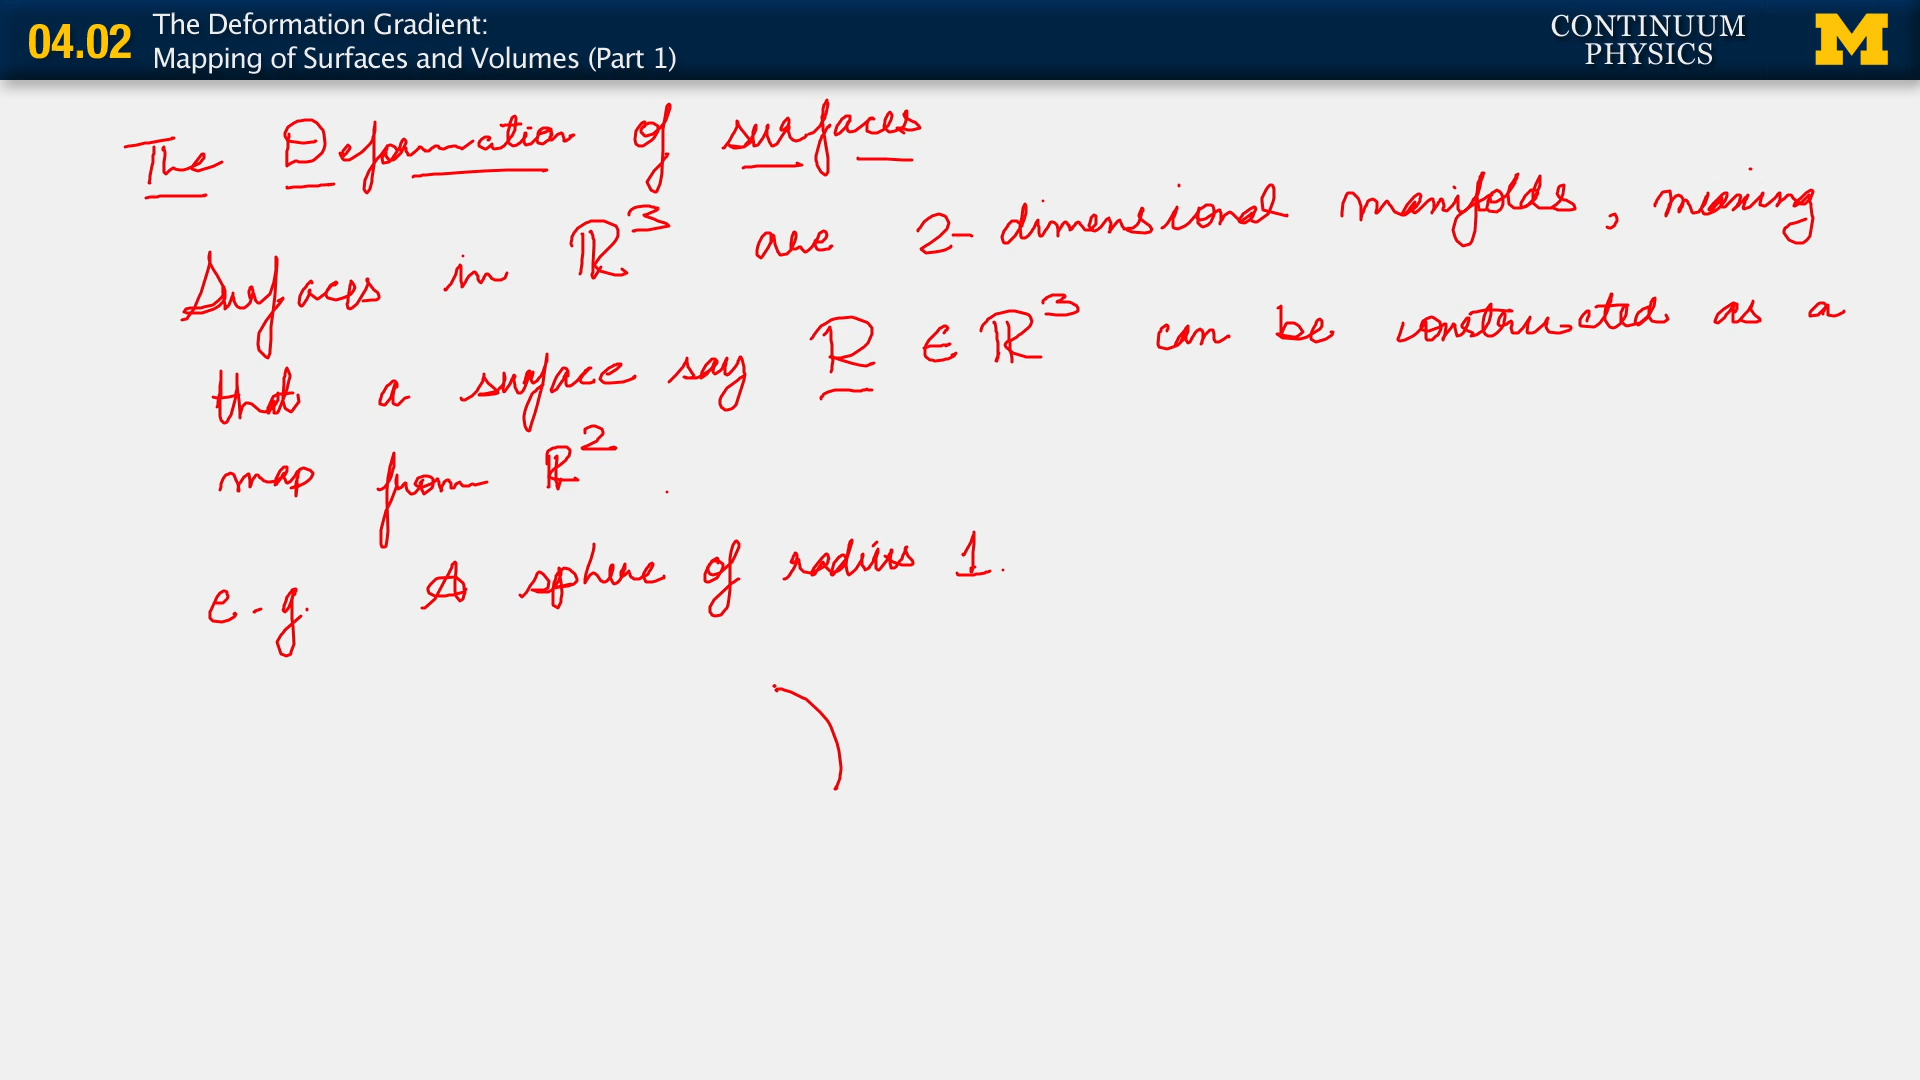 04.02
The Deformation Gradient:
Mapping of Surfaces and Volumes (Part 1)
CONTINUUM
PHYSICS
M
The Deformation of surfaces
Surfaces in ℝ³ are 2-dimensional manifolds, meaning
that a surface say R ∈ ℝ³ can be constructed as a
map from ℝ².
e.g. A sphere of radius 1.